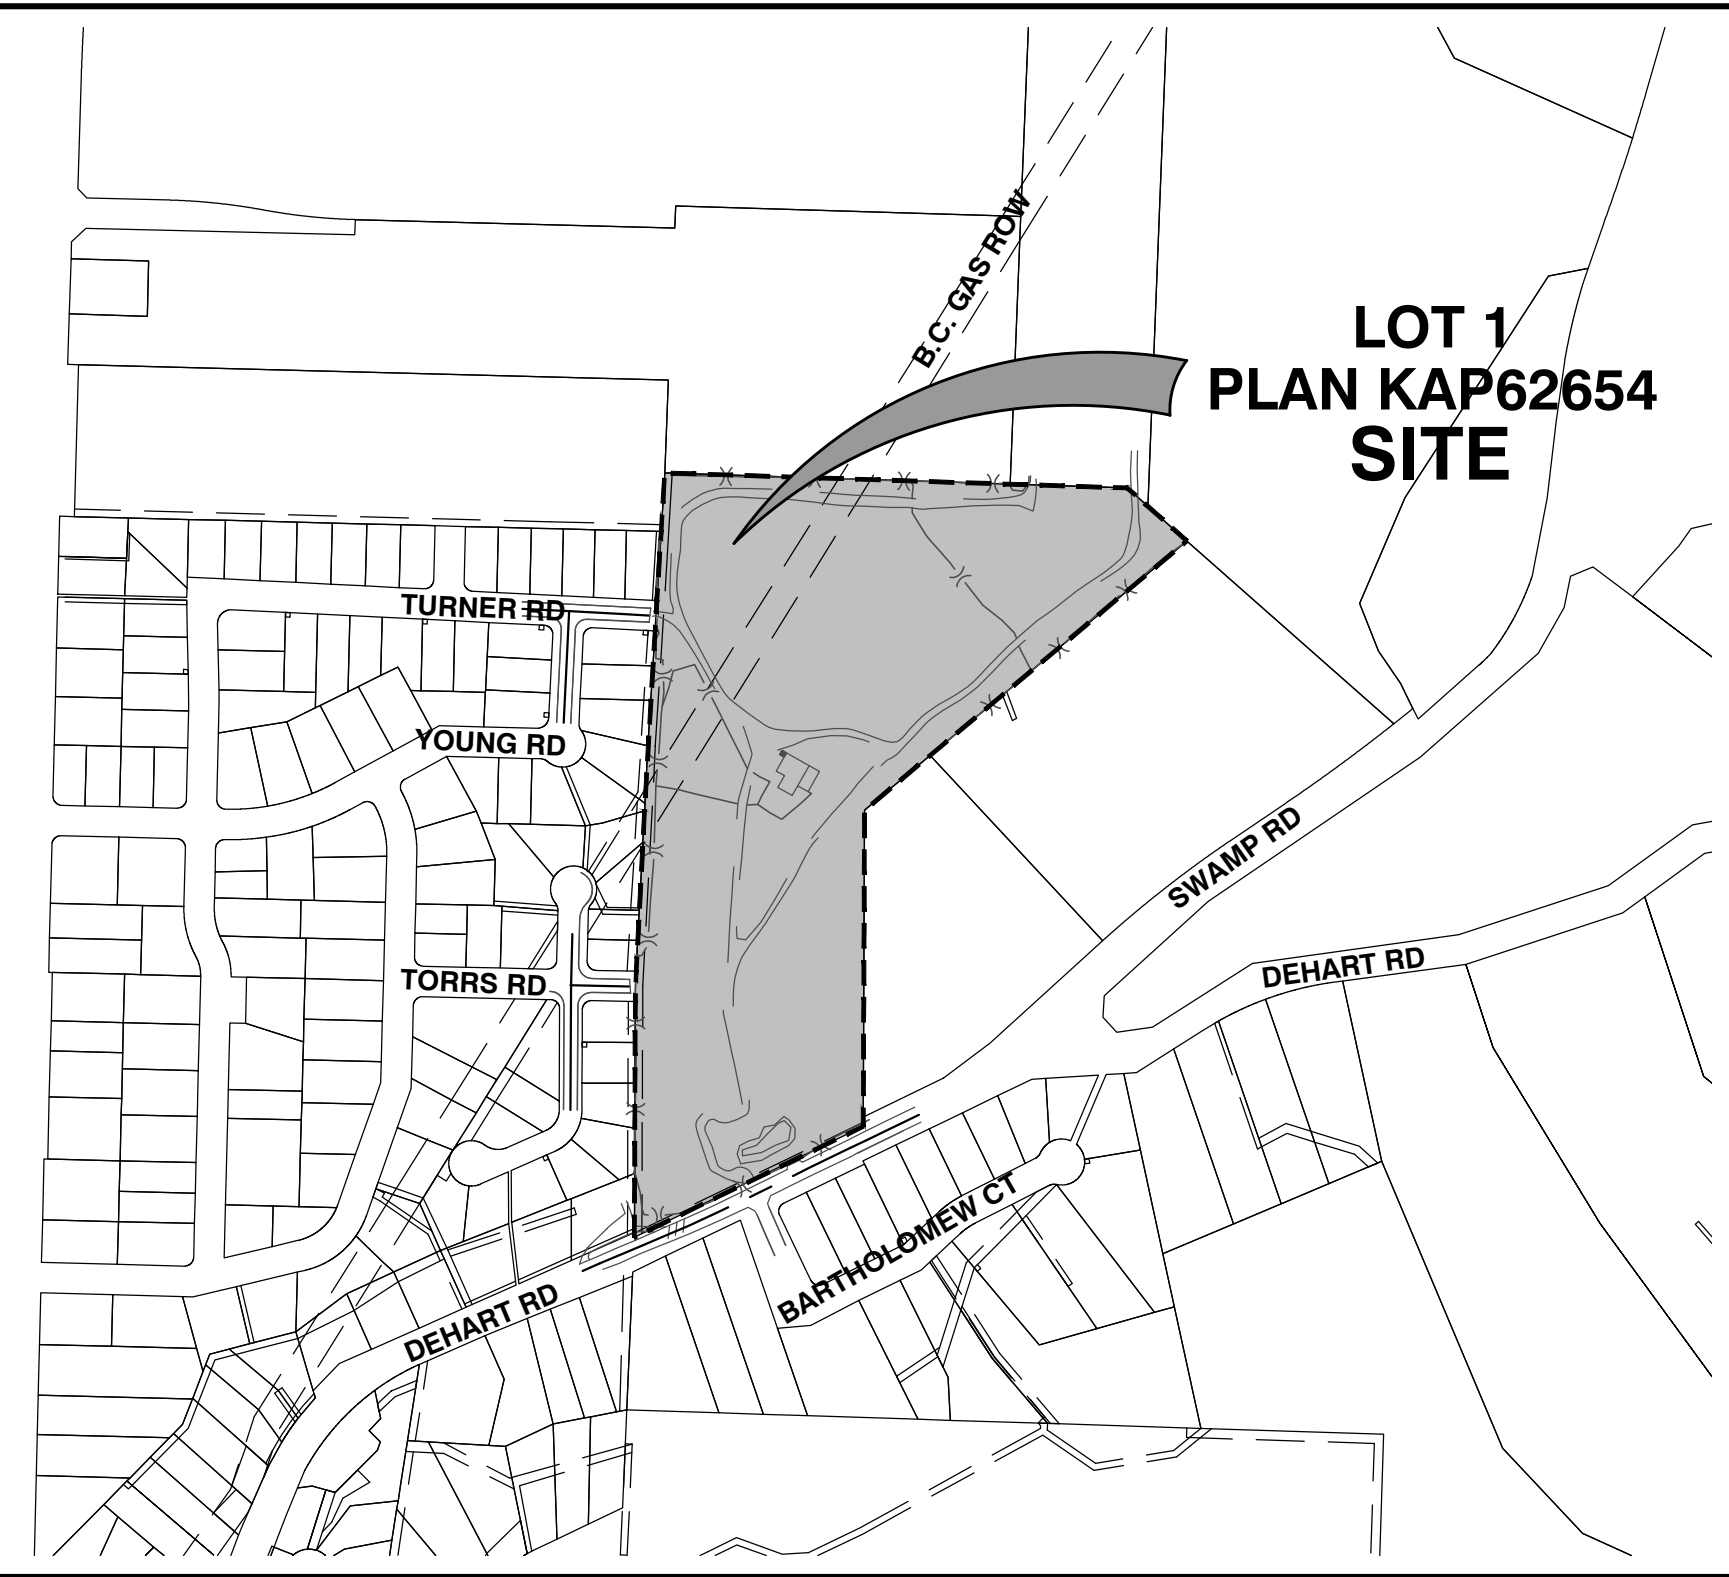 B.C. GAS ROW
LOT 1
PLAN KAP62654
SITE
TURNER RD
YOUNG RD
SWAMP RD
TORRS RD
DEHART RD
BARTHOLOMEW CT
DEHART RD